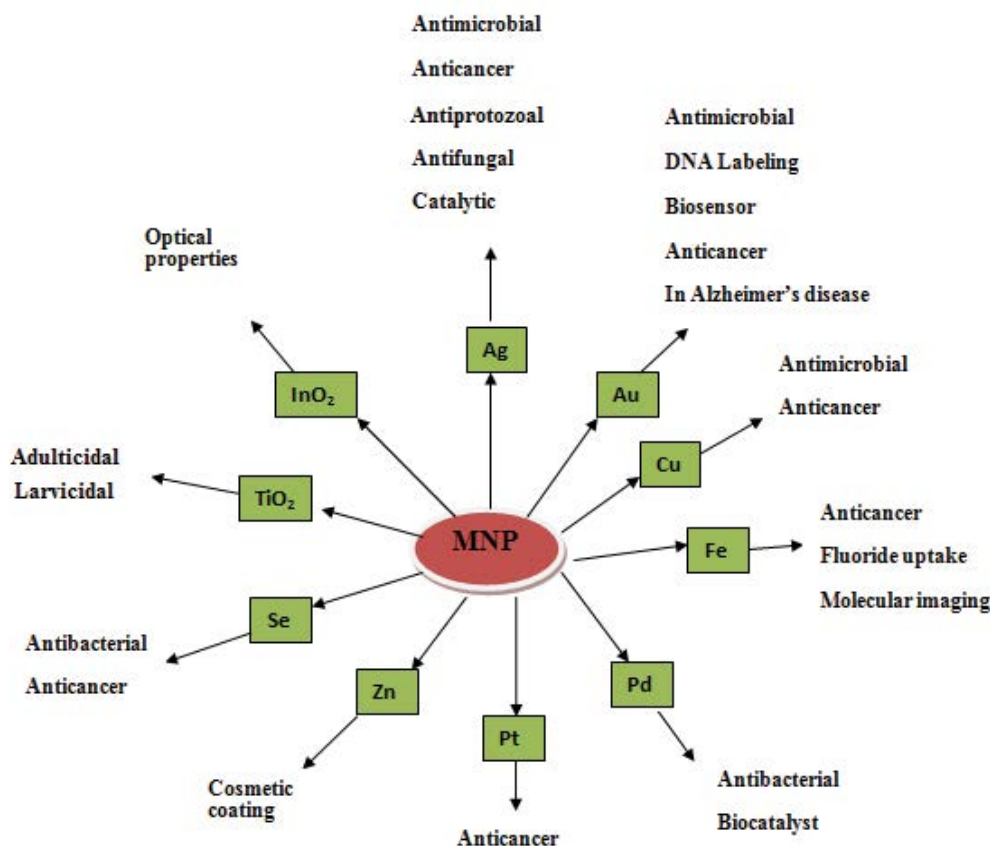 Antimicrobial
Anticancer
Antiprotozoal
Antifungal
Catalytic
Antimicrobial
DNA Labeling
Biosensor
Anticancer
In Alzheimer’s disease
Optical
properties
Ag
InO₂
Au
Antimicrobial
Anticancer
Cu
Adulticidal
Larvicidal
TiO₂
MNP
Fe
Anticancer
Fluoride uptake
Molecular imaging
Se
Antibacterial
Anticancer
Zn
Cosmetic
coating
Pt
Anticancer
Pd
Antibacterial
Biocatalyst